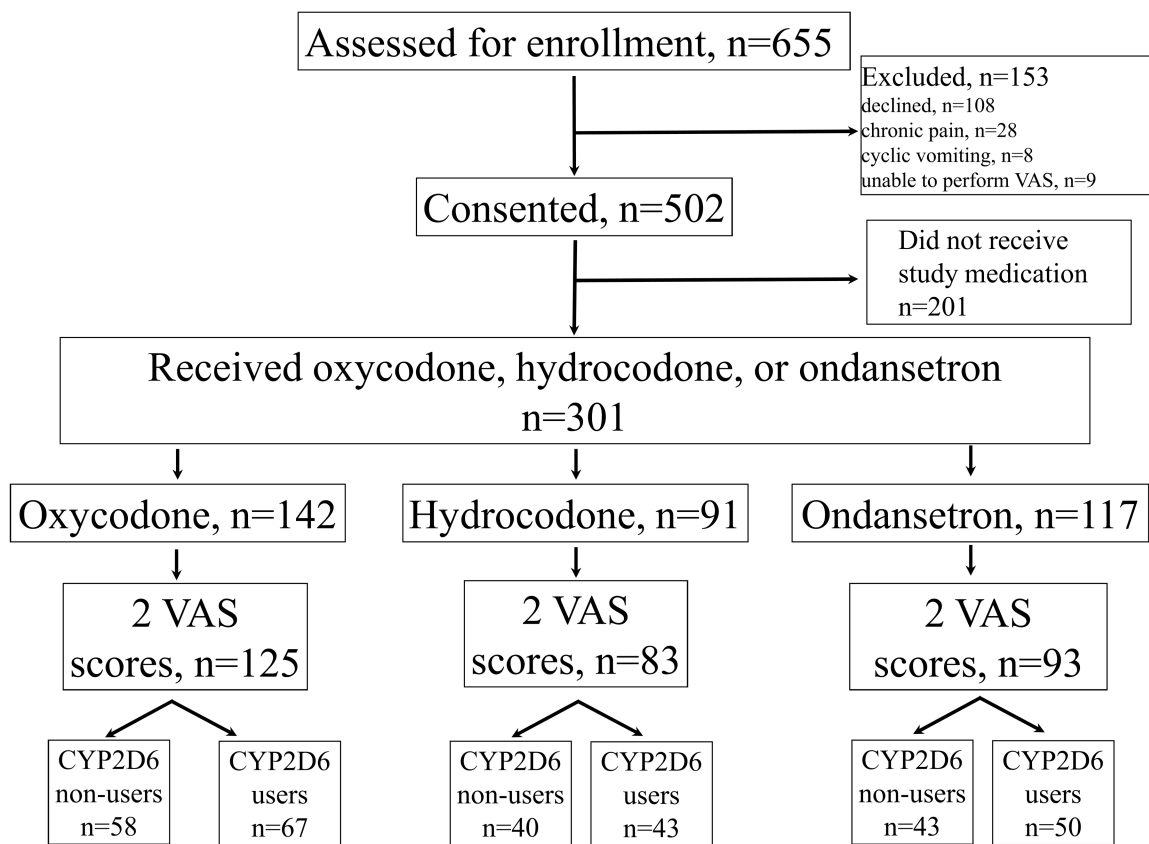 Assessed for enrollment, n=655
Excluded, n=153
declined, n=108
chronic pain, n=28
cyclic vomiting, n=8
unable to perform VAS, n=9
Consented, n=502
Did not receive
study medication
n=201
Received oxycodone, hydrocodone, or ondansetron
n=301
Oxycodone, n=142
Hydrocodone, n=91
Ondansetron, n=117
2 VAS
scores, n=125
2 VAS
scores, n=83
2 VAS
scores, n=93
CYP2D6
non-users
n=58
CYP2D6
users
n=67
CYP2D6
non-users
n=40
CYP2D6
users
n=43
CYP2D6
non-users
n=43
CYP2D6
users
n=50